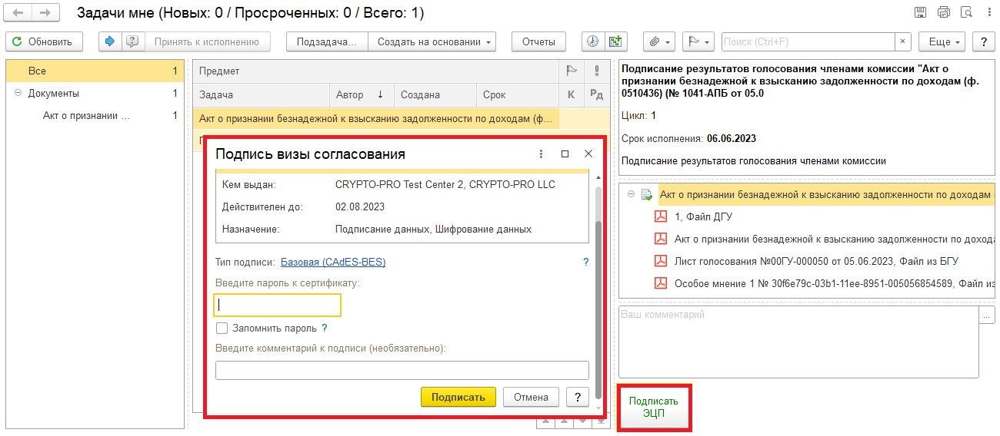 Задачи мне (Новых: 0 / Просроченных: 0 / Всего: 1)
Обновить
Принять к исполнению
Подзадача...
Создать на основании
Отчеты
Поиск (Ctrl+F)
×
Еще
?
Все 1
Документы 1
Акт о признании ... 1
Предмет
Задача Автор ↓ Создана Срок К Рд
Акт о признании безнадежной к взысканию задолженности по доходам (ф...
Подпись визы согласования
Кем выдан: CRYPTO-PRO Test Center 2, CRYPTO-PRO LLC
Действителен до: 02.08.2023
Назначение: Подписание данных, Шифрование данных
Тип подписи: Базовая (CAdES-BES) ?
Введите пароль к сертификату:
Запомнить пароль ?
Введите комментарий к подписи (необязательно):
Подписать Отмена ?
Подписание результатов голосования членами комиссии "Акт о
признании безнадежной к взысканию задолженности по доходам (ф.
0510436) (№ 1041-АПБ от 05.0
Цикл: 1
Срок исполнения: 06.06.2023
Подписание результатов голосования членами комиссии
Акт о признании безнадежной к взысканию задолженности по доходам
1, Файл ДГУ
Акт о признании безнадежной к взысканию задолженности по дохода
Лист голосования №00ГУ-000050 от 05.06.2023, Файл из БГУ
Особое мнение 1 № 30f6e79c-03b1-11ee-8951-005056854589, Файл из
Ваш комментарий
...
Подписать
ЭЦП